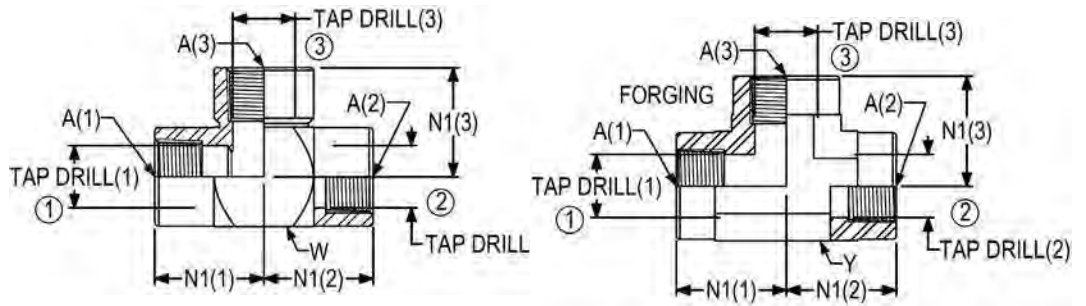 TAP DRILL(3)
A(3)
③
A(2)
A(1)
N1(3)
TAP DRILL(1)
①
②
TAP DRILL
W
N1(1)
N1(2)
TAP DRILL(3)
A(3)
③
FORGING
A(2)
A(1)
N1(3)
TAP DRILL(1)
①
②
TAP DRILL(2)
Y
N1(1)
N1(2)